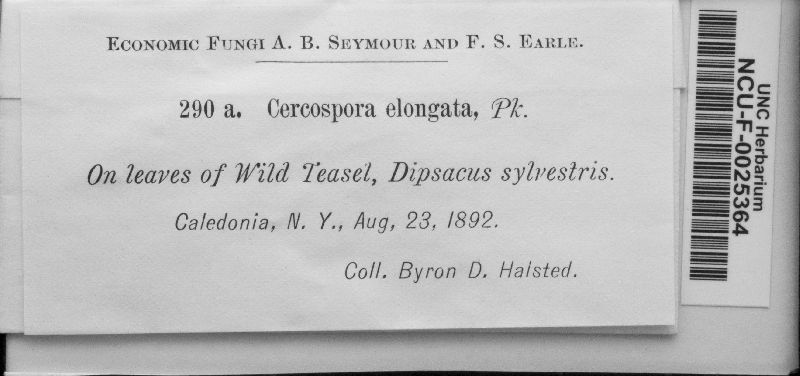 Economic Fungi A. B. Seymour and F. S. Earle.
290 a. Cercospora elongata, Pk.
On leaves of Wild Teasel, Dipsacus sylvestris.
Caledonia, N. Y., Aug, 23, 1892.
Coll. Byron D. Halsted.
UNC Herbarium
NCU-F-0025364